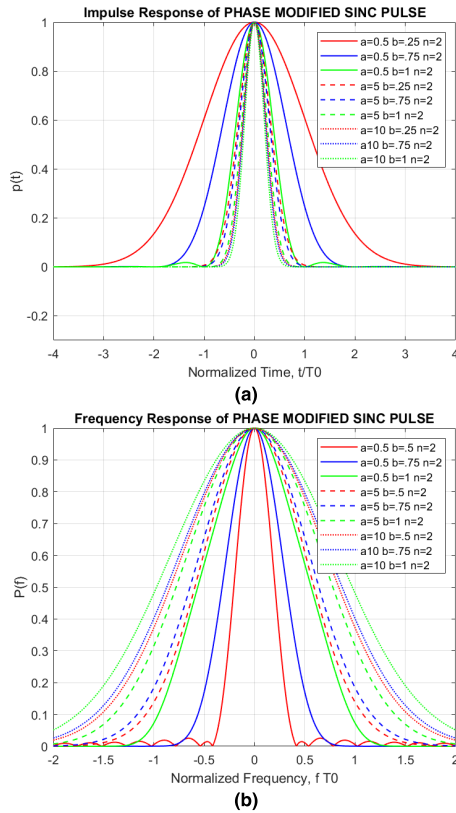 Impulse Response of PHASE MODIFIED SINC PULSE
1
0.8
0.6
0.4
0.2
0
-0.2
p(t)
a=0.5 b=.25 n=2
a=0.5 b=.75 n=2
a=0.5 b=1 n=2
a=5 b=.25 n=2
a=5 b=.75 n=2
a=5 b=1 n=2
a=10 b=.25 n=2
a10 b=.75 n=2
a=10 b=1 n=2
-4 -3 -2 -1 0 1 2 3 4
Normalized Time, t/T0
(a)
Frequency Response of PHASE MODIFIED SINC PULSE
1
0.9
0.8
0.7
0.6
0.5
0.4
0.3
0.2
0.1
0
P(f)
a=0.5 b=.5 n=2
a=0.5 b=.75 n=2
a=0.5 b=1 n=2
a=5 b=.5 n=2
a=5 b=.75 n=2
a=5 b=1 n=2
a=10 b=.5 n=2
a10 b=.75 n=2
a=10 b=1 n=2
-2 -1.5 -1 -0.5 0 0.5 1 1.5 2
Normalized Frequency, f T0
(b)